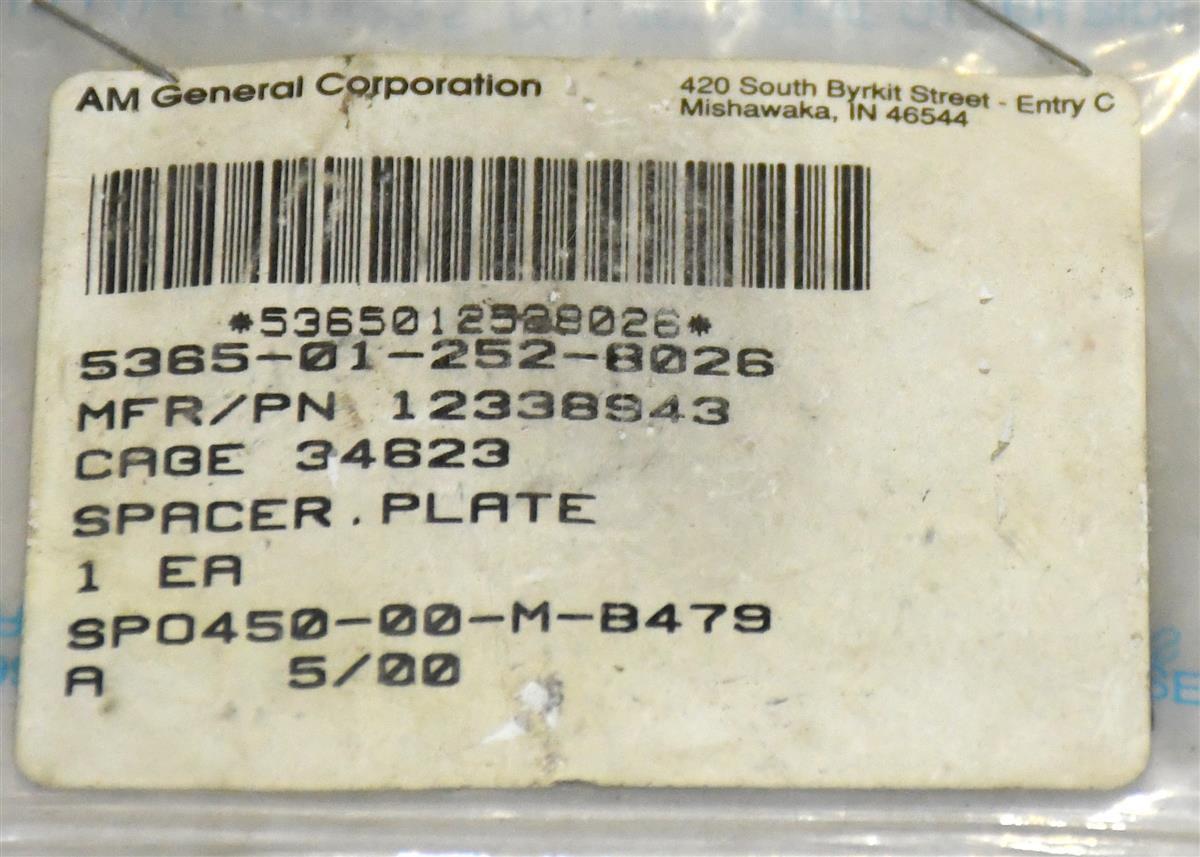 AM General Corporation
420 South Byrkit Street - Entry C
Mishawaka, IN 46544
*5365012528026*
5365-01-252-8026
MFR/PN 12338943
CAGE 34623
SPACER.PLATE
1 EA
SPO450-00-M-B479
A 5/00